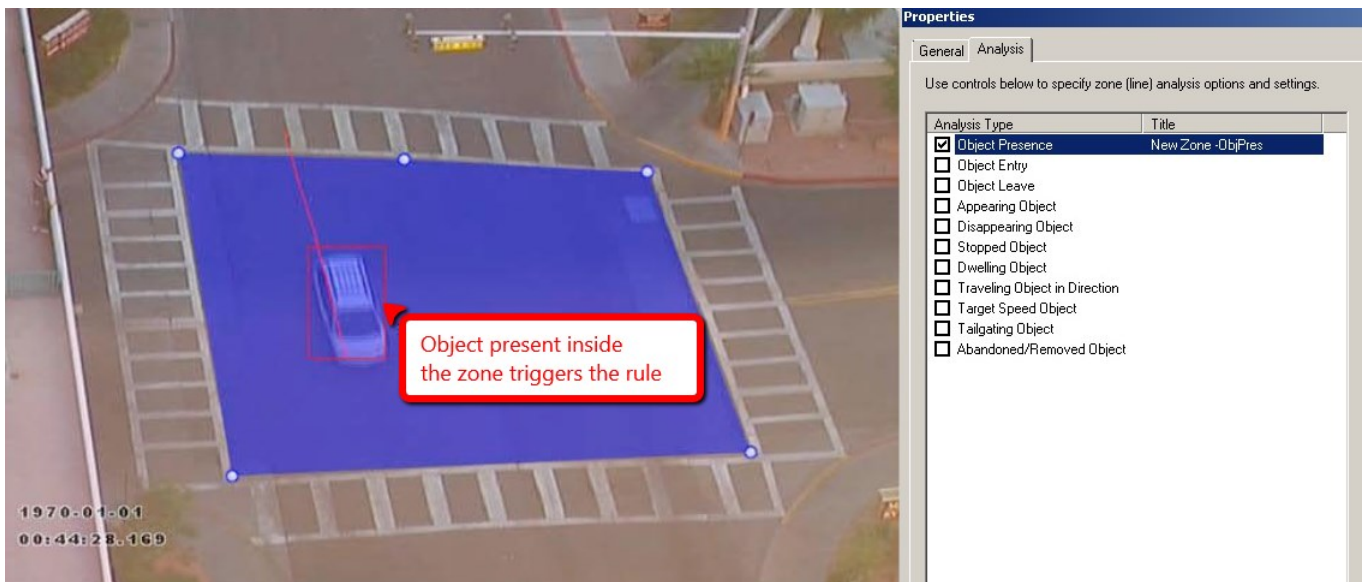 Properties
General Analysis
Use controls below to specify zone (line) analysis options and settings.
Analysis Type Title
Object Presence New Zone -ObjPres
Object Entry
Object Leave
Appearing Object
Disappearing Object
Stopped Object
Dwelling Object
Traveling Object in Direction
Target Speed Object
Tailgating Object
Abandoned/Removed Object
Object present inside
the zone triggers the rule
1970-01-01
00:44:28.169